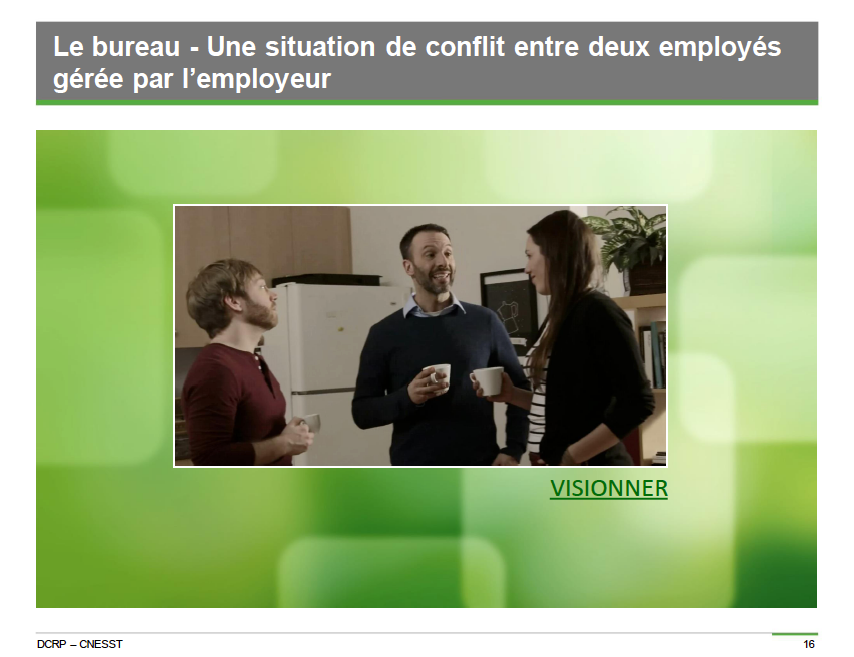 Le bureau - Une situation de conflit entre deux employés
gérée par l’employeur
VISIONNER
DCRP – CNESST
16